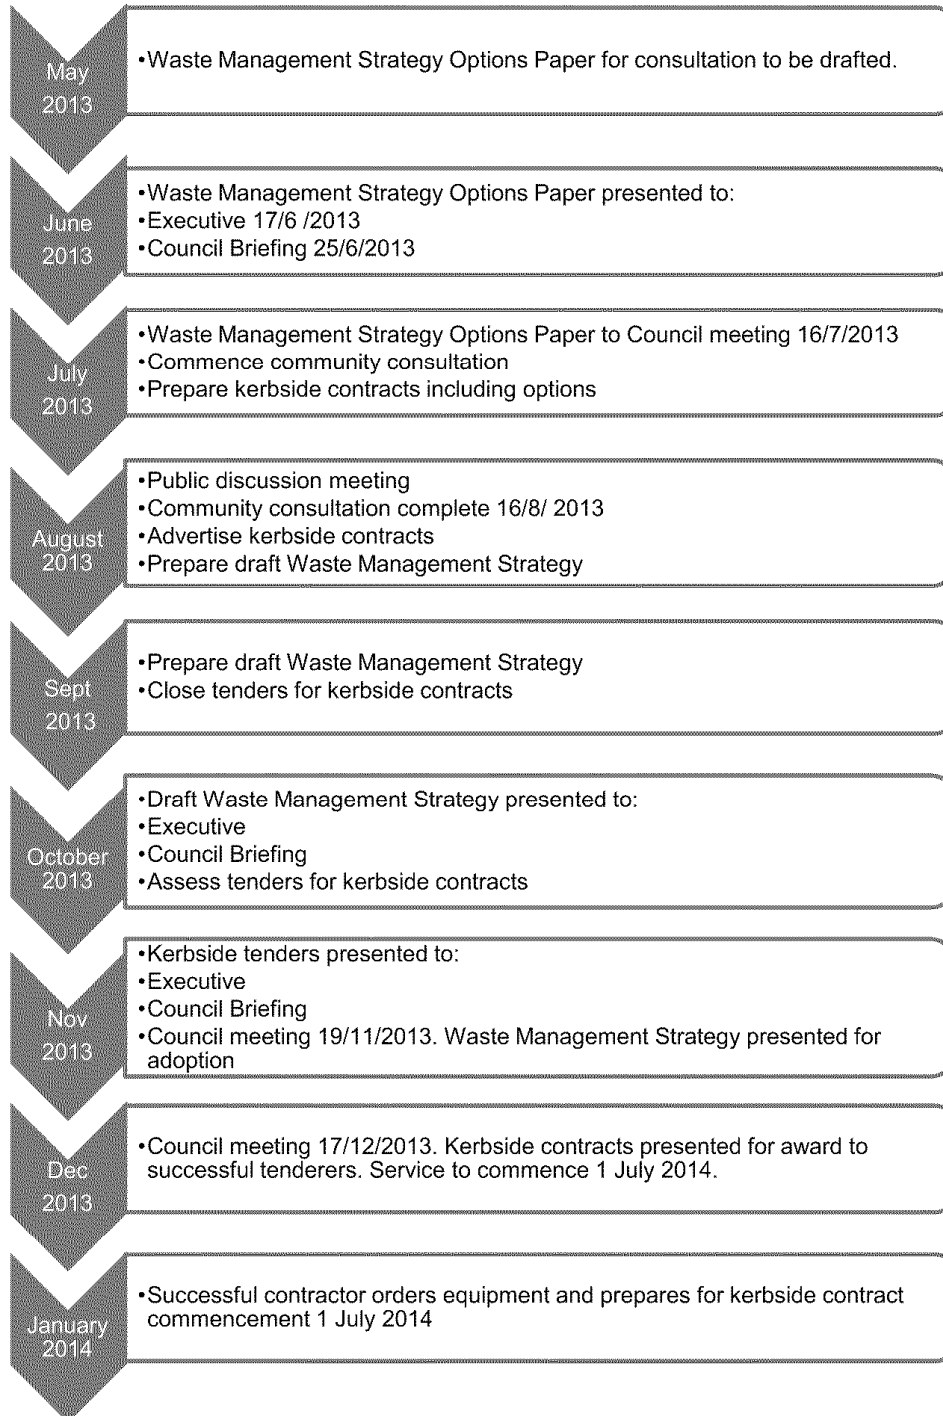 May
2013
•Waste Management Strategy Options Paper for consultation to be drafted.
June
2013
•Waste Management Strategy Options Paper presented to:
•Executive 17/6 /2013
•Council Briefing 25/6/2013
July
2013
•Waste Management Strategy Options Paper to Council meeting 16/7/2013
•Commence community consultation
•Prepare kerbside contracts including options
August
2013
•Public discussion meeting
•Community consultation complete 16/8/ 2013
•Advertise kerbside contracts
•Prepare draft Waste Management Strategy
Sept
2013
•Prepare draft Waste Management Strategy
•Close tenders for kerbside contracts
October
2013
•Draft Waste Management Strategy presented to:
•Executive
•Council Briefing
•Assess tenders for kerbside contracts
Nov
2013
•Kerbside tenders presented to:
•Executive
•Council Briefing
•Council meeting 19/11/2013. Waste Management Strategy presented for
adoption
Dec
2013
•Council meeting 17/12/2013. Kerbside contracts presented for award to
successful tenderers. Service to commence 1 July 2014.
January
2014
•Successful contractor orders equipment and prepares for kerbside contract
commencement 1 July 2014